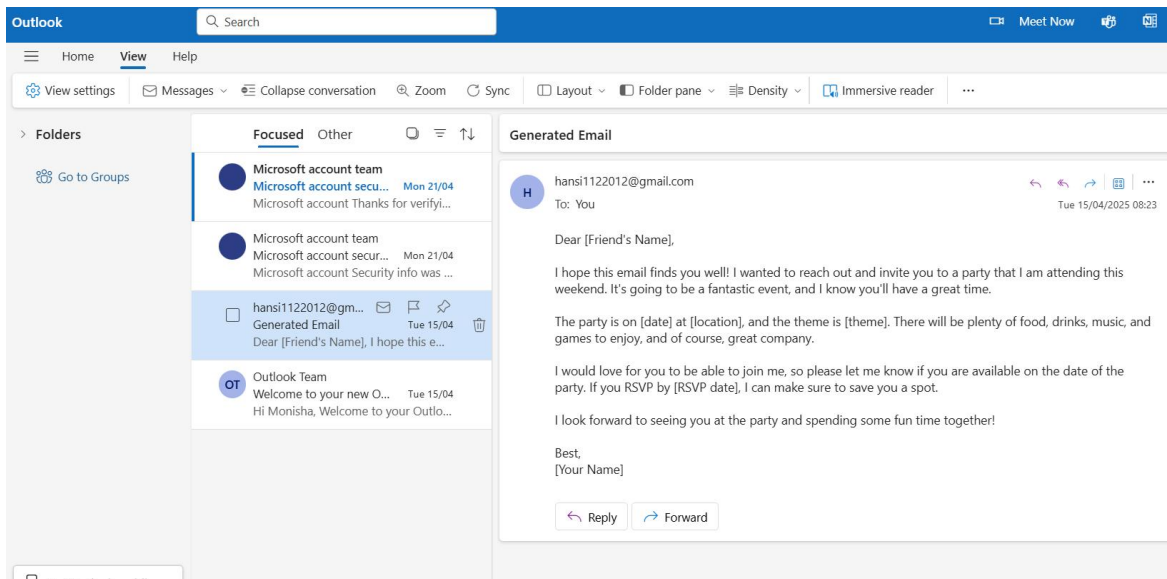 Outlook
Search
Meet Now
Home View Help
View settings Messages Collapse conversation Zoom Sync Layout Folder pane Density Immersive reader ...
Folders
Go to Groups
Focused Other
Microsoft account team
Microsoft account secu... Mon 21/04
Microsoft account Thanks for verifyi...
Microsoft account team
Microsoft account secur... Mon 21/04
Microsoft account Security info was ...
hansi1122012@gm...
Generated Email Tue 15/04
Dear [Friend's Name], I hope this e...
OT
Outlook Team
Welcome to your new O... Tue 15/04
Hi Monisha, Welcome to your Outlo...
Generated Email
H
hansi1122012@gmail.com
To: You
Tue 15/04/2025 08:23
Dear [Friend's Name],
I hope this email finds you well! I wanted to reach out and invite you to a party that I am attending this
weekend. It's going to be a fantastic event, and I know you'll have a great time.
The party is on [date] at [location], and the theme is [theme]. There will be plenty of food, drinks, music, and
games to enjoy, and of course, great company.
I would love for you to be able to join me, so please let me know if you are available on the date of the
party. If you RSVP by [RSVP date], I can make sure to save you a spot.
I look forward to seeing you at the party and spending some fun time together!
Best,
[Your Name]
Reply Forward